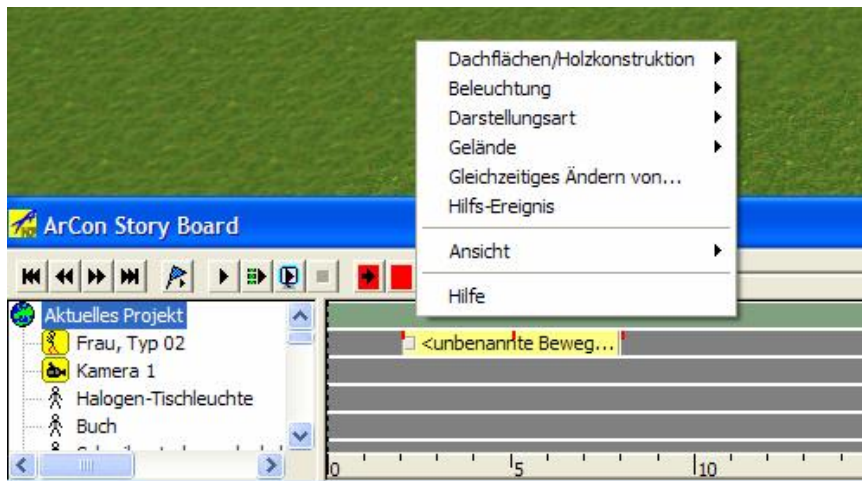 Dachflächen/Holzkonstruktion
Beleuchtung
Darstellungsart
Gelände
Gleichzeitiges Ändern von...
Hilfs-Ereignis
Ansicht
Hilfe
ArCon Story Board
Aktuelles Projekt
Frau, Typ 02
<unbenannte Beweg...
Kamera 1
Halogen-Tischleuchte
Buch
0 5 10